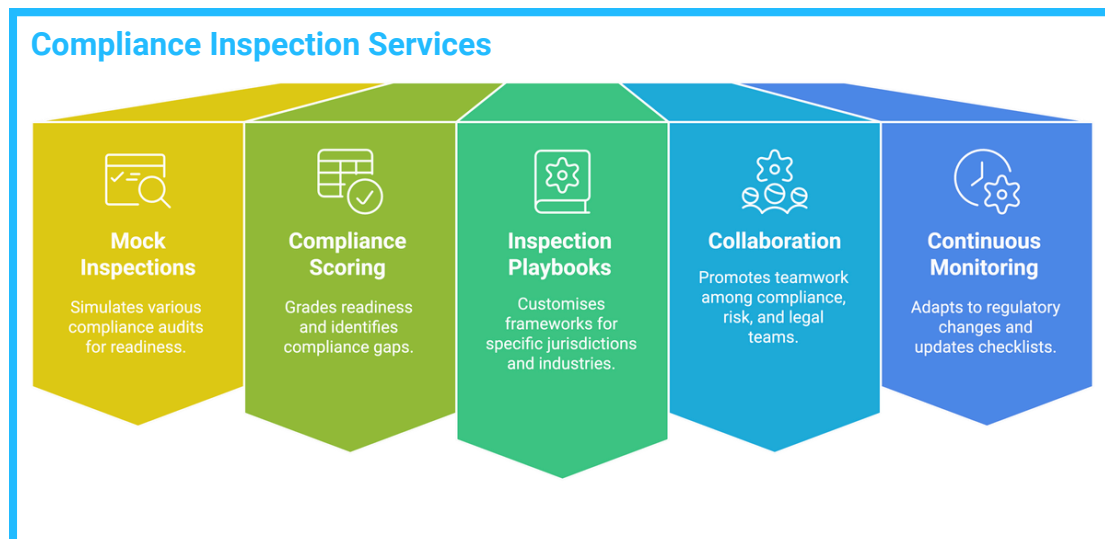 Compliance Inspection Services
Mock
Inspections
Simulates various
compliance audits
for readiness.
Compliance
Scoring
Grades readiness
and identifies
compliance gaps.
Inspection
Playbooks
Customises
frameworks for
specific jurisdictions
and industries.
Collaboration
Promotes teamwork
among compliance,
risk, and legal
teams.
Continuous
Monitoring
Adapts to regulatory
changes and
updates checklists.